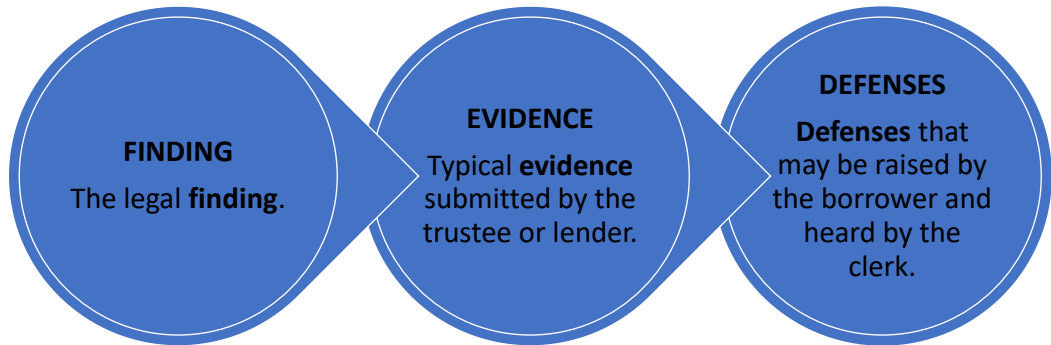 FINDING
The legal finding.
EVIDENCE
Typical evidence
submitted by the
trustee or lender.
DEFENSES
Defenses that
may be raised by
the borrower and
heard by the
clerk.